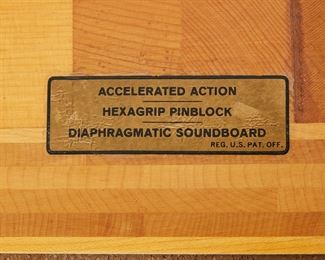 ACCELERATED ACTION
HEXAGRIP PINBLOCK
DIAPHRAGMATIC SOUNDBOARD
REG. U.S. PAT. OFF.